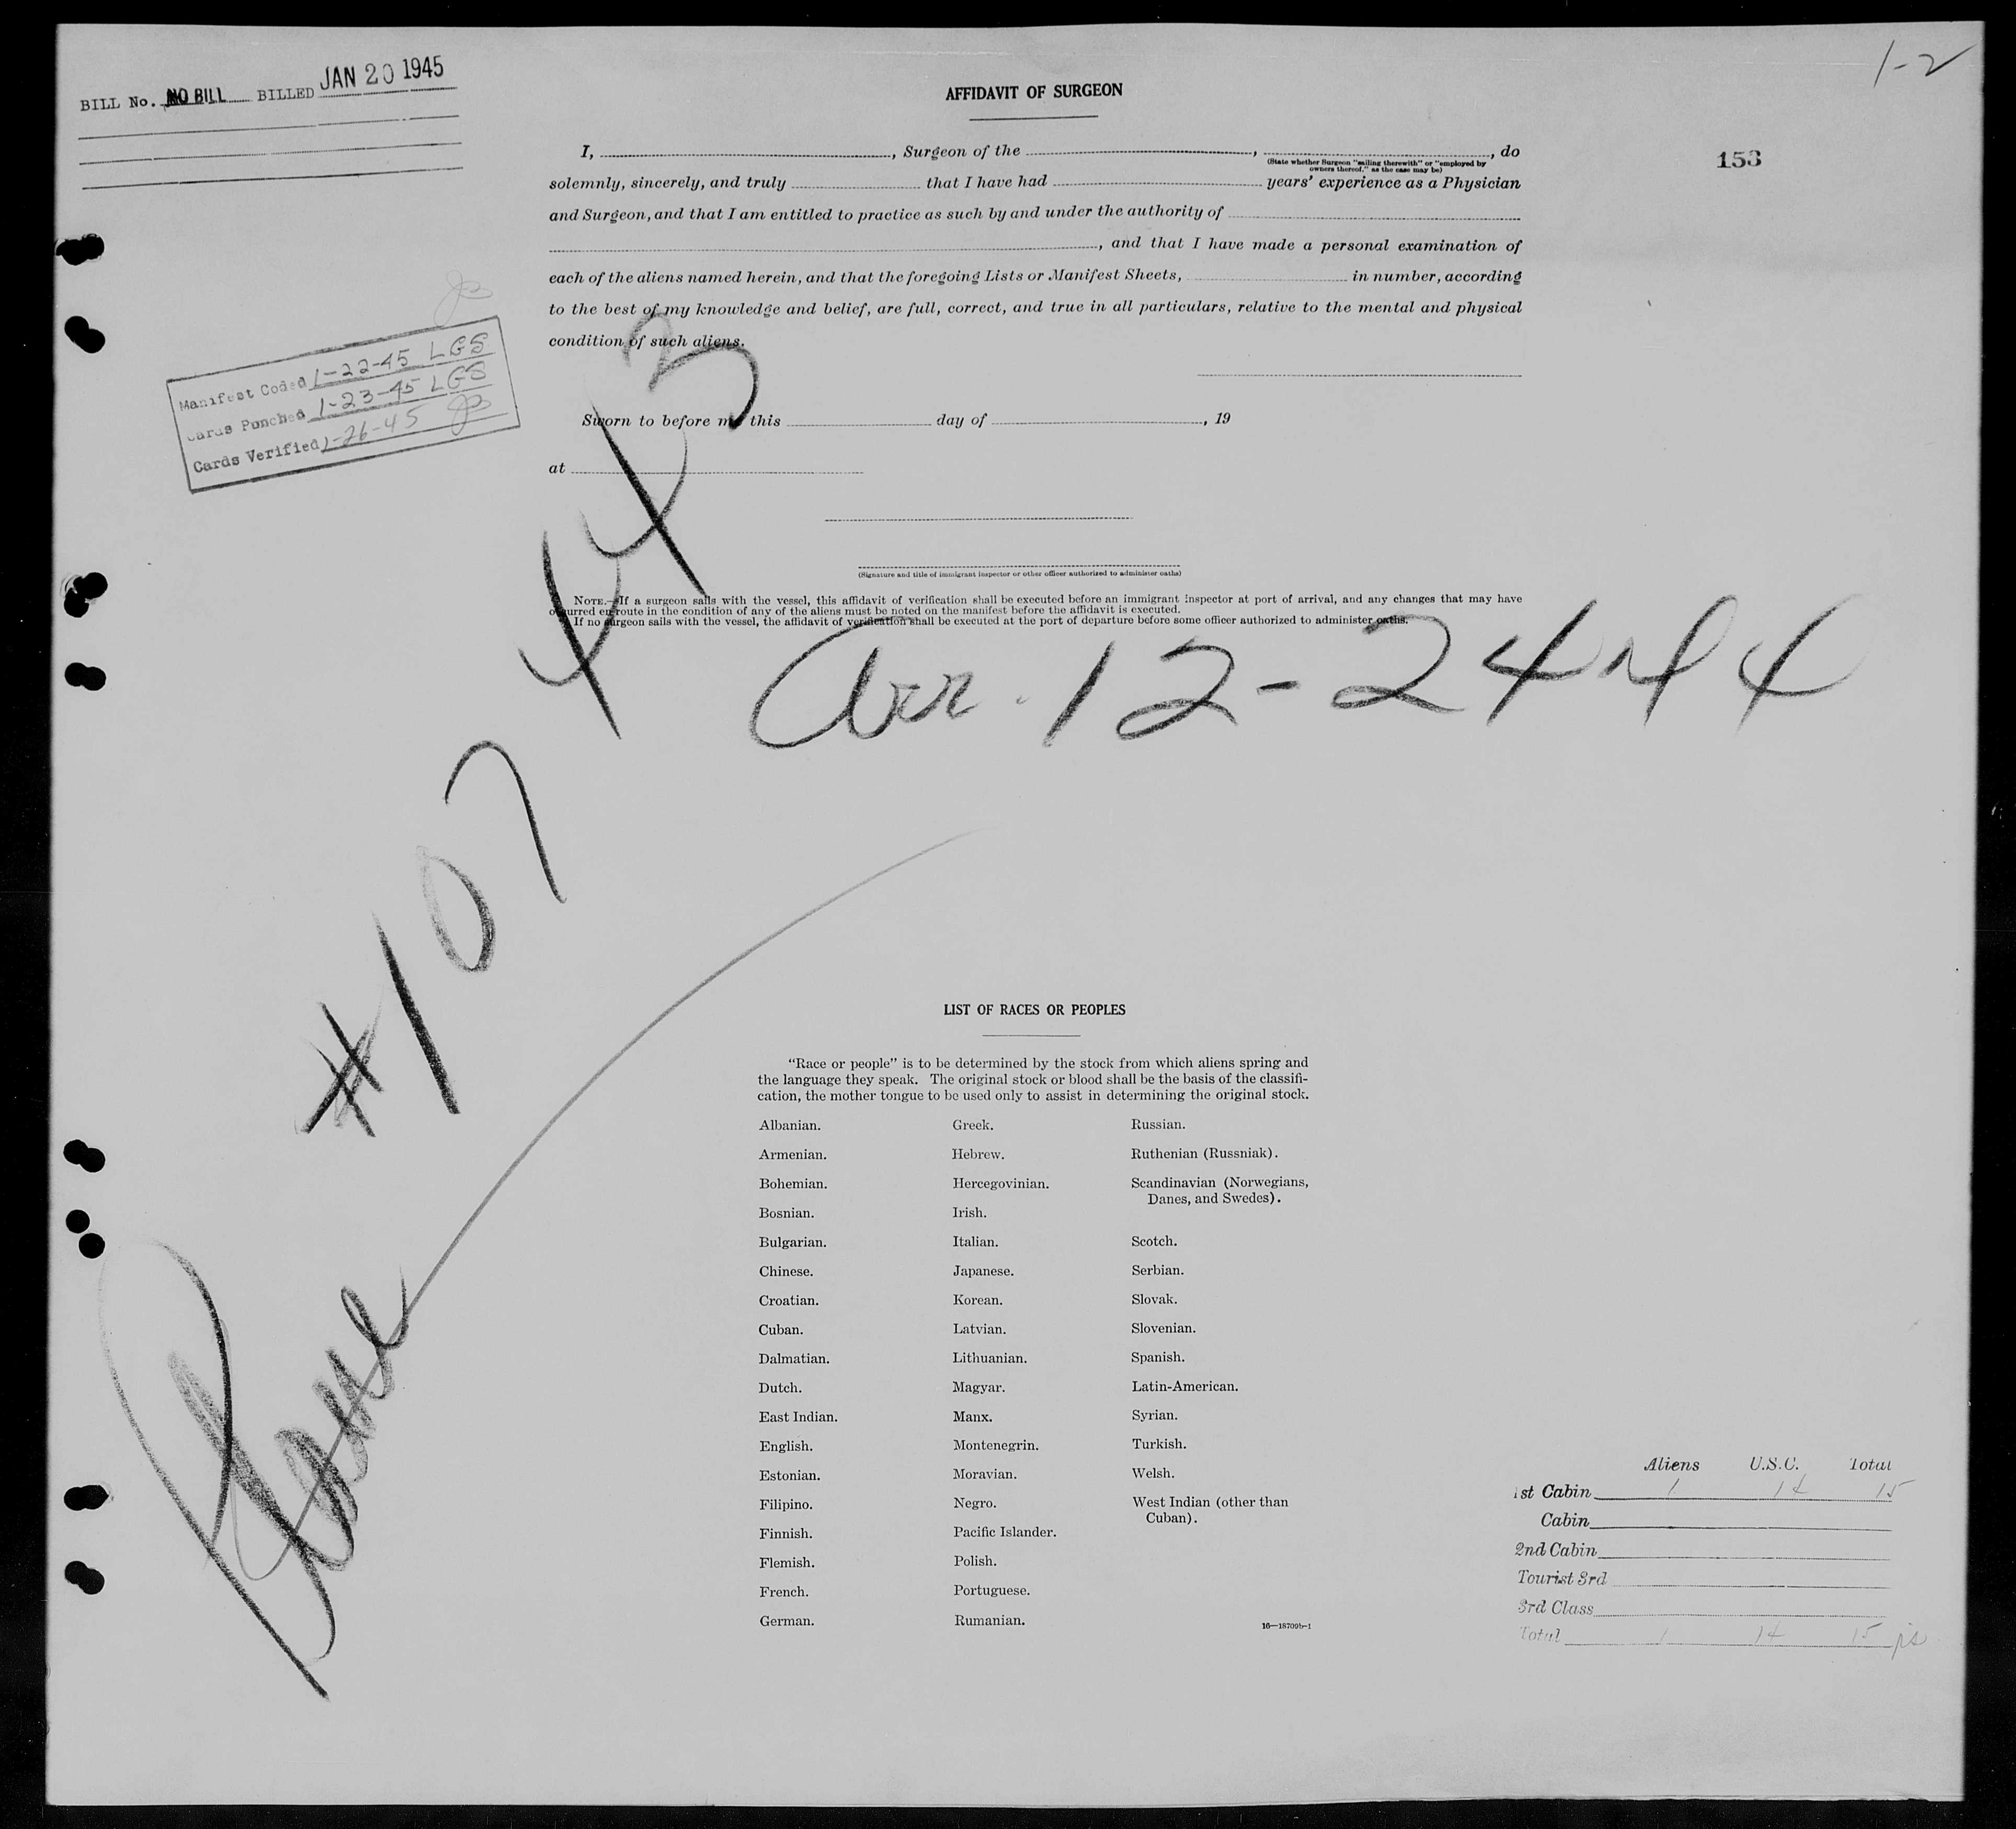 1-2
BILL No. NO BILL BILLED JAN 20 1945
AFFIDAVIT OF SURGEON
153
I, , Surgeon of the , , do
(State whether Surgeon "sailing therewith" or "employed by
owners thereof," as the case may be)
solemnly, sincerely, and truly that I have had years' experience as a Physician
and Surgeon, and that I am entitled to practice as such by and under the authority of
, and that I have made a personal examination of
each of the aliens named herein, and that the foregoing Lists or Manifest Sheets, in number, according
to the best of my knowledge and belief, are full, correct, and true in all particulars, relative to the mental and physical
condition of such aliens.
Manifest Coded 1-22-45 LGS
Cards Punched 1-23-45 LGS
Cards Verified 1-26-45
Sworn to before me this day of , 19
at
(Signature and title of immigrant inspector or other officer authorized to administer oaths)
NOTE.—If a surgeon sails with the vessel, this affidavit of verification shall be executed before an immigrant inspector at port of arrival, and any changes that may have
occurred en route in the condition of any of the aliens must be noted on the manifest before the affidavit is executed.
If no surgeon sails with the vessel, the affidavit of verification shall be executed at the port of departure before some officer authorized to administer oaths.
Arr. 12-24-44
#107443
Plane
LIST OF RACES OR PEOPLES
"Race or people" is to be determined by the stock from which aliens spring and
the language they speak. The original stock or blood shall be the basis of the classifi-
cation, the mother tongue to be used only to assist in determining the original stock.
Albanian. Greek. Russian.
Armenian. Hebrew. Ruthenian (Russniak).
Bohemian. Hercegovinian. Scandinavian (Norwegians,
Danes, and Swedes).
Bosnian. Irish.
Bulgarian. Italian. Scotch.
Chinese. Japanese. Serbian.
Croatian. Korean. Slovak.
Cuban. Latvian. Slovenian.
Dalmatian. Lithuanian. Spanish.
Dutch. Magyar. Latin-American.
East Indian. Manx. Syrian.
English. Montenegrin. Turkish.
Estonian. Moravian. Welsh.
Filipino. Negro. West Indian (other than
Cuban).
Finnish. Pacific Islander.
Flemish. Polish.
French. Portuguese.
German. Rumanian.
16—18709b-1
Aliens U.S.C. Total
1st Cabin 1 14 15
Cabin
2nd Cabin
Tourist 3rd
3rd Class
Total 1 14 15